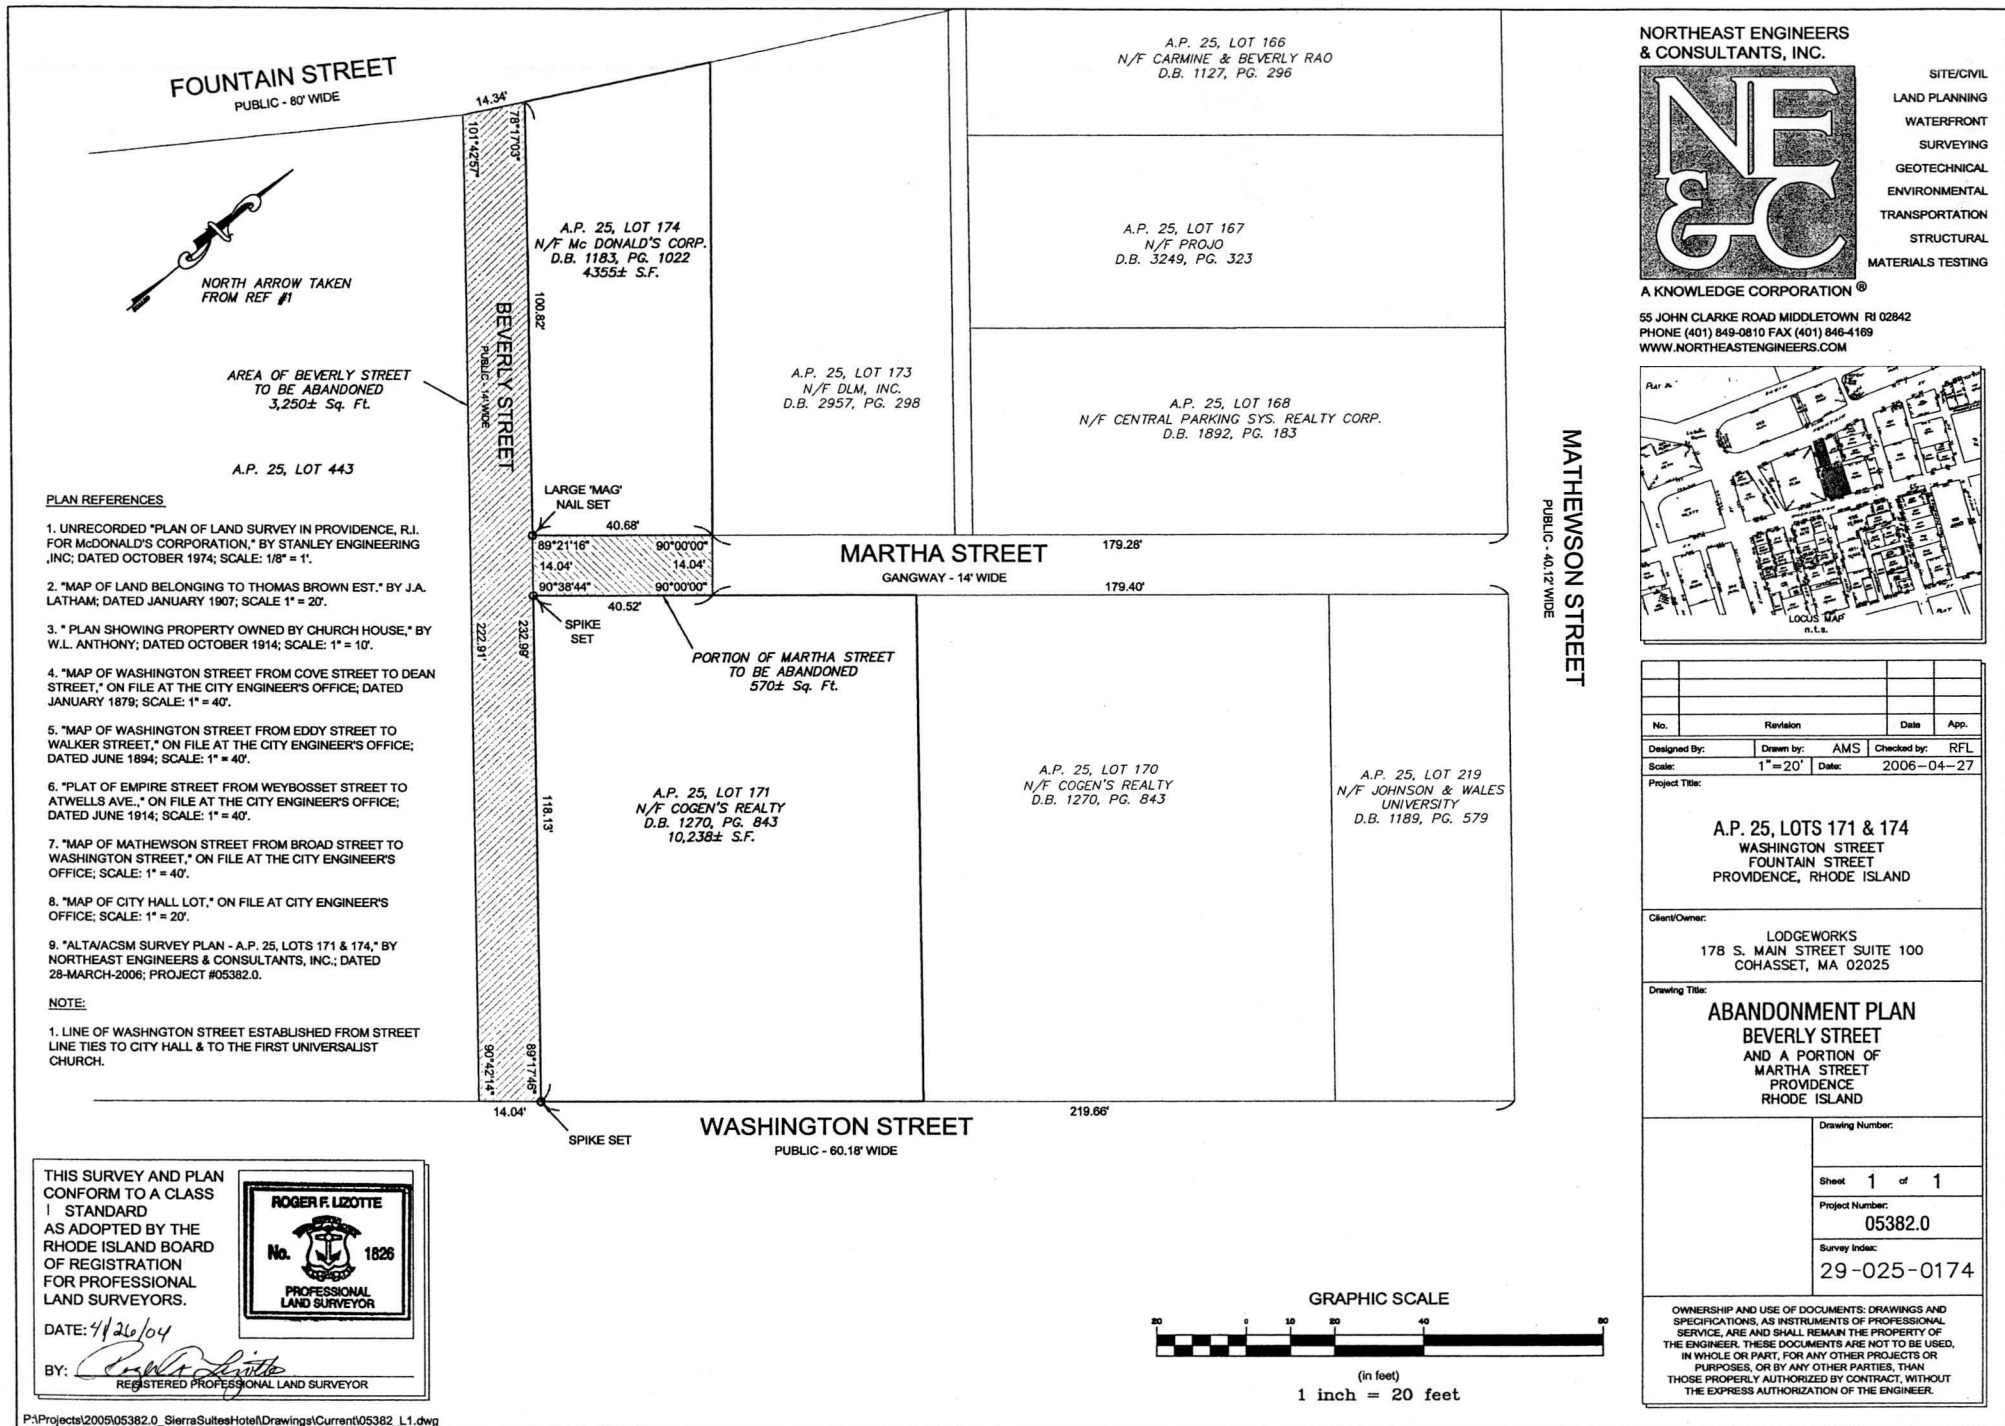 FOUNTAIN STREET
PUBLIC - 80' WIDE
14.34'
101°42'57"
78°17'03"
NORTH ARROW TAKEN
FROM REF #1
A.P. 25, LOT 174
N/F Mc DONALD'S CORP.
D.B. 1183, PG. 1022
4355± S.F.
100.82'
BEVERLY STREET
PUBLIC - 14' WIDE
AREA OF BEVERLY STREET
TO BE ABANDONED
3,250± Sq. Ft.
A.P. 25, LOT 443
A.P. 25, LOT 166
N/F CARMINE & BEVERLY RAO
D.B. 1127, PG. 296
A.P. 25, LOT 167
N/F PROJO
D.B. 3249, PG. 323
A.P. 25, LOT 173
N/F DLM, INC.
D.B. 2957, PG. 298
A.P. 25, LOT 168
N/F CENTRAL PARKING SYS. REALTY CORP.
D.B. 1892, PG. 183
MATHEWSON STREET
PUBLIC - 40.12' WIDE
LARGE 'MAG'
NAIL SET
40.68'
89°21'16"
90°00'00"
14.04'
14.04'
90°38'44"
90°00'00"
40.52'
MARTHA STREET
GANGWAY - 14' WIDE
179.28'
179.40'
SPIKE
SET
222.91'
232.99'
PORTION OF MARTHA STREET
TO BE ABANDONED
570± Sq. Ft.
118.13'
A.P. 25, LOT 171
N/F COGEN'S REALTY
D.B. 1270, PG. 843
10,238± S.F.
A.P. 25, LOT 170
N/F COGEN'S REALTY
D.B. 1270, PG. 843
A.P. 25, LOT 219
N/F JOHNSON & WALES
UNIVERSITY
D.B. 1189, PG. 579
90°42'14"
89°17'46"
14.04'
SPIKE SET
219.66'
WASHINGTON STREET
PUBLIC - 60.18' WIDE
PLAN REFERENCES
1. UNRECORDED "PLAN OF LAND SURVEY IN PROVIDENCE, R.I.
FOR McDONALD'S CORPORATION," BY STANLEY ENGINEERING
,INC; DATED OCTOBER 1974; SCALE: 1/8" = 1'.
2. "MAP OF LAND BELONGING TO THOMAS BROWN EST." BY J.A.
LATHAM; DATED JANUARY 1907; SCALE 1" = 20'.
3. " PLAN SHOWING PROPERTY OWNED BY CHURCH HOUSE," BY
W.L. ANTHONY; DATED OCTOBER 1914; SCALE: 1" = 10'.
4. "MAP OF WASHINGTON STREET FROM COVE STREET TO DEAN
STREET," ON FILE AT THE CITY ENGINEER'S OFFICE; DATED
JANUARY 1879; SCALE: 1" = 40'.
5. "MAP OF WASHINGTON STREET FROM EDDY STREET TO
WALKER STREET," ON FILE AT THE CITY ENGINEER'S OFFICE;
DATED JUNE 1894; SCALE: 1" = 40'.
6. "PLAT OF EMPIRE STREET FROM WEYBOSSET STREET TO
ATWELLS AVE.," ON FILE AT THE CITY ENGINEER'S OFFICE;
DATED JUNE 1914; SCALE: 1" = 40'.
7. "MAP OF MATHEWSON STREET FROM BROAD STREET TO
WASHINGTON STREET," ON FILE AT THE CITY ENGINEER'S
OFFICE; SCALE: 1" = 40'.
8. "MAP OF CITY HALL LOT," ON FILE AT CITY ENGINEER'S
OFFICE; SCALE: 1" = 20'.
9. "ALTA/ACSM SURVEY PLAN - A.P. 25, LOTS 171 & 174," BY
NORTHEAST ENGINEERS & CONSULTANTS, INC.; DATED
28-MARCH-2006; PROJECT #05382.0.
NOTE:
1. LINE OF WASHNGTON STREET ESTABLISHED FROM STREET
LINE TIES TO CITY HALL & TO THE FIRST UNIVERSALIST
CHURCH.
THIS SURVEY AND PLAN
CONFORM TO A CLASS
I STANDARD
AS ADOPTED BY THE
RHODE ISLAND BOARD
OF REGISTRATION
FOR PROFESSIONAL
LAND SURVEYORS.
DATE: 4/26/04
BY: Roger F. Lizotte
REGISTERED PROFESSIONAL LAND SURVEYOR
ROGER F. LIZOTTE
No. 1826
PROFESSIONAL
LAND SURVEYOR
P:\Projects\2005\05382.0_SierraSuitesHotel\Drawings\Current\05382_L1.dwg
GRAPHIC SCALE
20 0 10 20 40 80
(in feet)
1 inch = 20 feet
NORTHEAST ENGINEERS
& CONSULTANTS, INC.
NE
&C
SITE/CIVIL
LAND PLANNING
WATERFRONT
SURVEYING
GEOTECHNICAL
ENVIRONMENTAL
TRANSPORTATION
STRUCTURAL
MATERIALS TESTING
A KNOWLEDGE CORPORATION ®
55 JOHN CLARKE ROAD MIDDLETOWN RI 02842
PHONE (401) 849-0810 FAX (401) 846-4169
WWW.NORTHEASTENGINEERS.COM
LOCUS MAP
n.t.s.
No. Revision Date App.
Designed By: Drawn by: AMS Checked by: RFL
Scale: 1"=20' Date: 2006-04-27
Project Title:
A.P. 25, LOTS 171 & 174
WASHINGTON STREET
FOUNTAIN STREET
PROVIDENCE, RHODE ISLAND
Client/Owner:
LODGEWORKS
178 S. MAIN STREET SUITE 100
COHASSET, MA 02025
Drawing Title:
ABANDONMENT PLAN
BEVERLY STREET
AND A PORTION OF
MARTHA STREET
PROVIDENCE
RHODE ISLAND
Drawing Number:
Sheet 1 of 1
Project Number:
05382.0
Survey Index:
29-025-0174
OWNERSHIP AND USE OF DOCUMENTS: DRAWINGS AND
SPECIFICATIONS, AS INSTRUMENTS OF PROFESSIONAL
SERVICE, ARE AND SHALL REMAIN THE PROPERTY OF
THE ENGINEER. THESE DOCUMENTS ARE NOT TO BE USED,
IN WHOLE OR PART, FOR ANY OTHER PROJECTS OR
PURPOSES, OR BY ANY OTHER PARTIES, THAN
THOSE PROPERLY AUTHORIZED BY CONTRACT, WITHOUT
THE EXPRESS AUTHORIZATION OF THE ENGINEER.